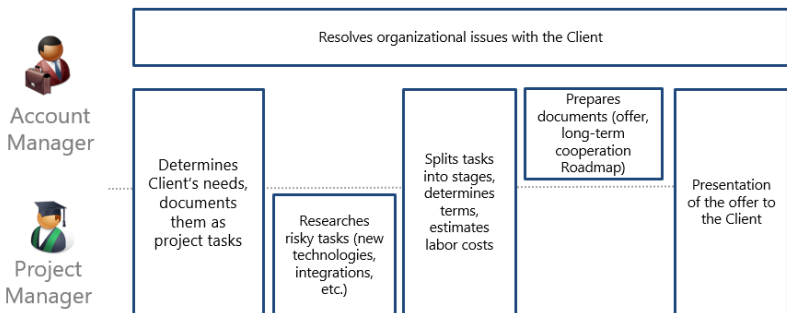 Resolves organizational issues with the Client
Account
Manager
Determines
Client's needs,
documents
them as
project tasks
Researches
risky tasks (new
technologies,
integrations,
etc.)
Splits tasks
into stages,
determines
terms,
estimates
labor costs
Prepares
documents (offer,
long-term
cooperation
Roadmap)
Presentation
of the offer to
the Client
Project
Manager